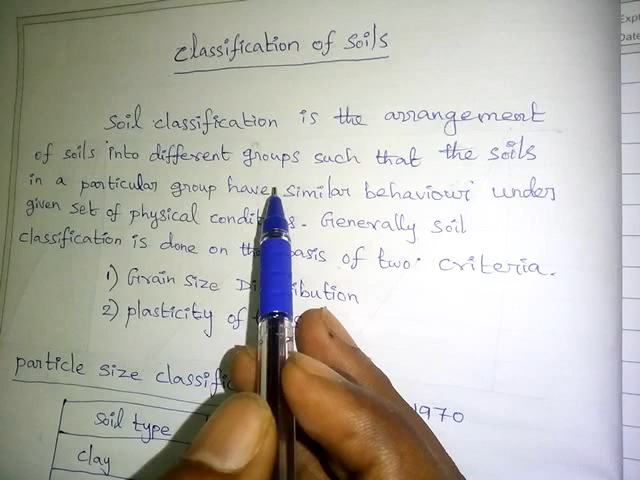 Classification of soils
Soil classification is the arrangement
of soils into different groups such that the soils
in a particular group have similar behaviour under
given set of physical conditions. Generally soil
classification is done on the basis of two criteria.
1) Grain size Distribution
2) plasticity of
particle size 1970
soil type
clay
Expt
Date